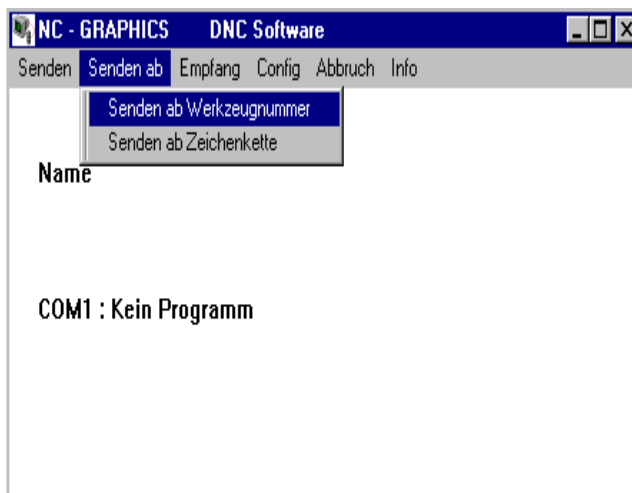 NC - GRAPHICS DNC Software
Senden Senden ab Empfang Config Abbruch Info
Senden ab Werkzeugnummer
Senden ab Zeichenkette
Name
COM1 : Kein Programm